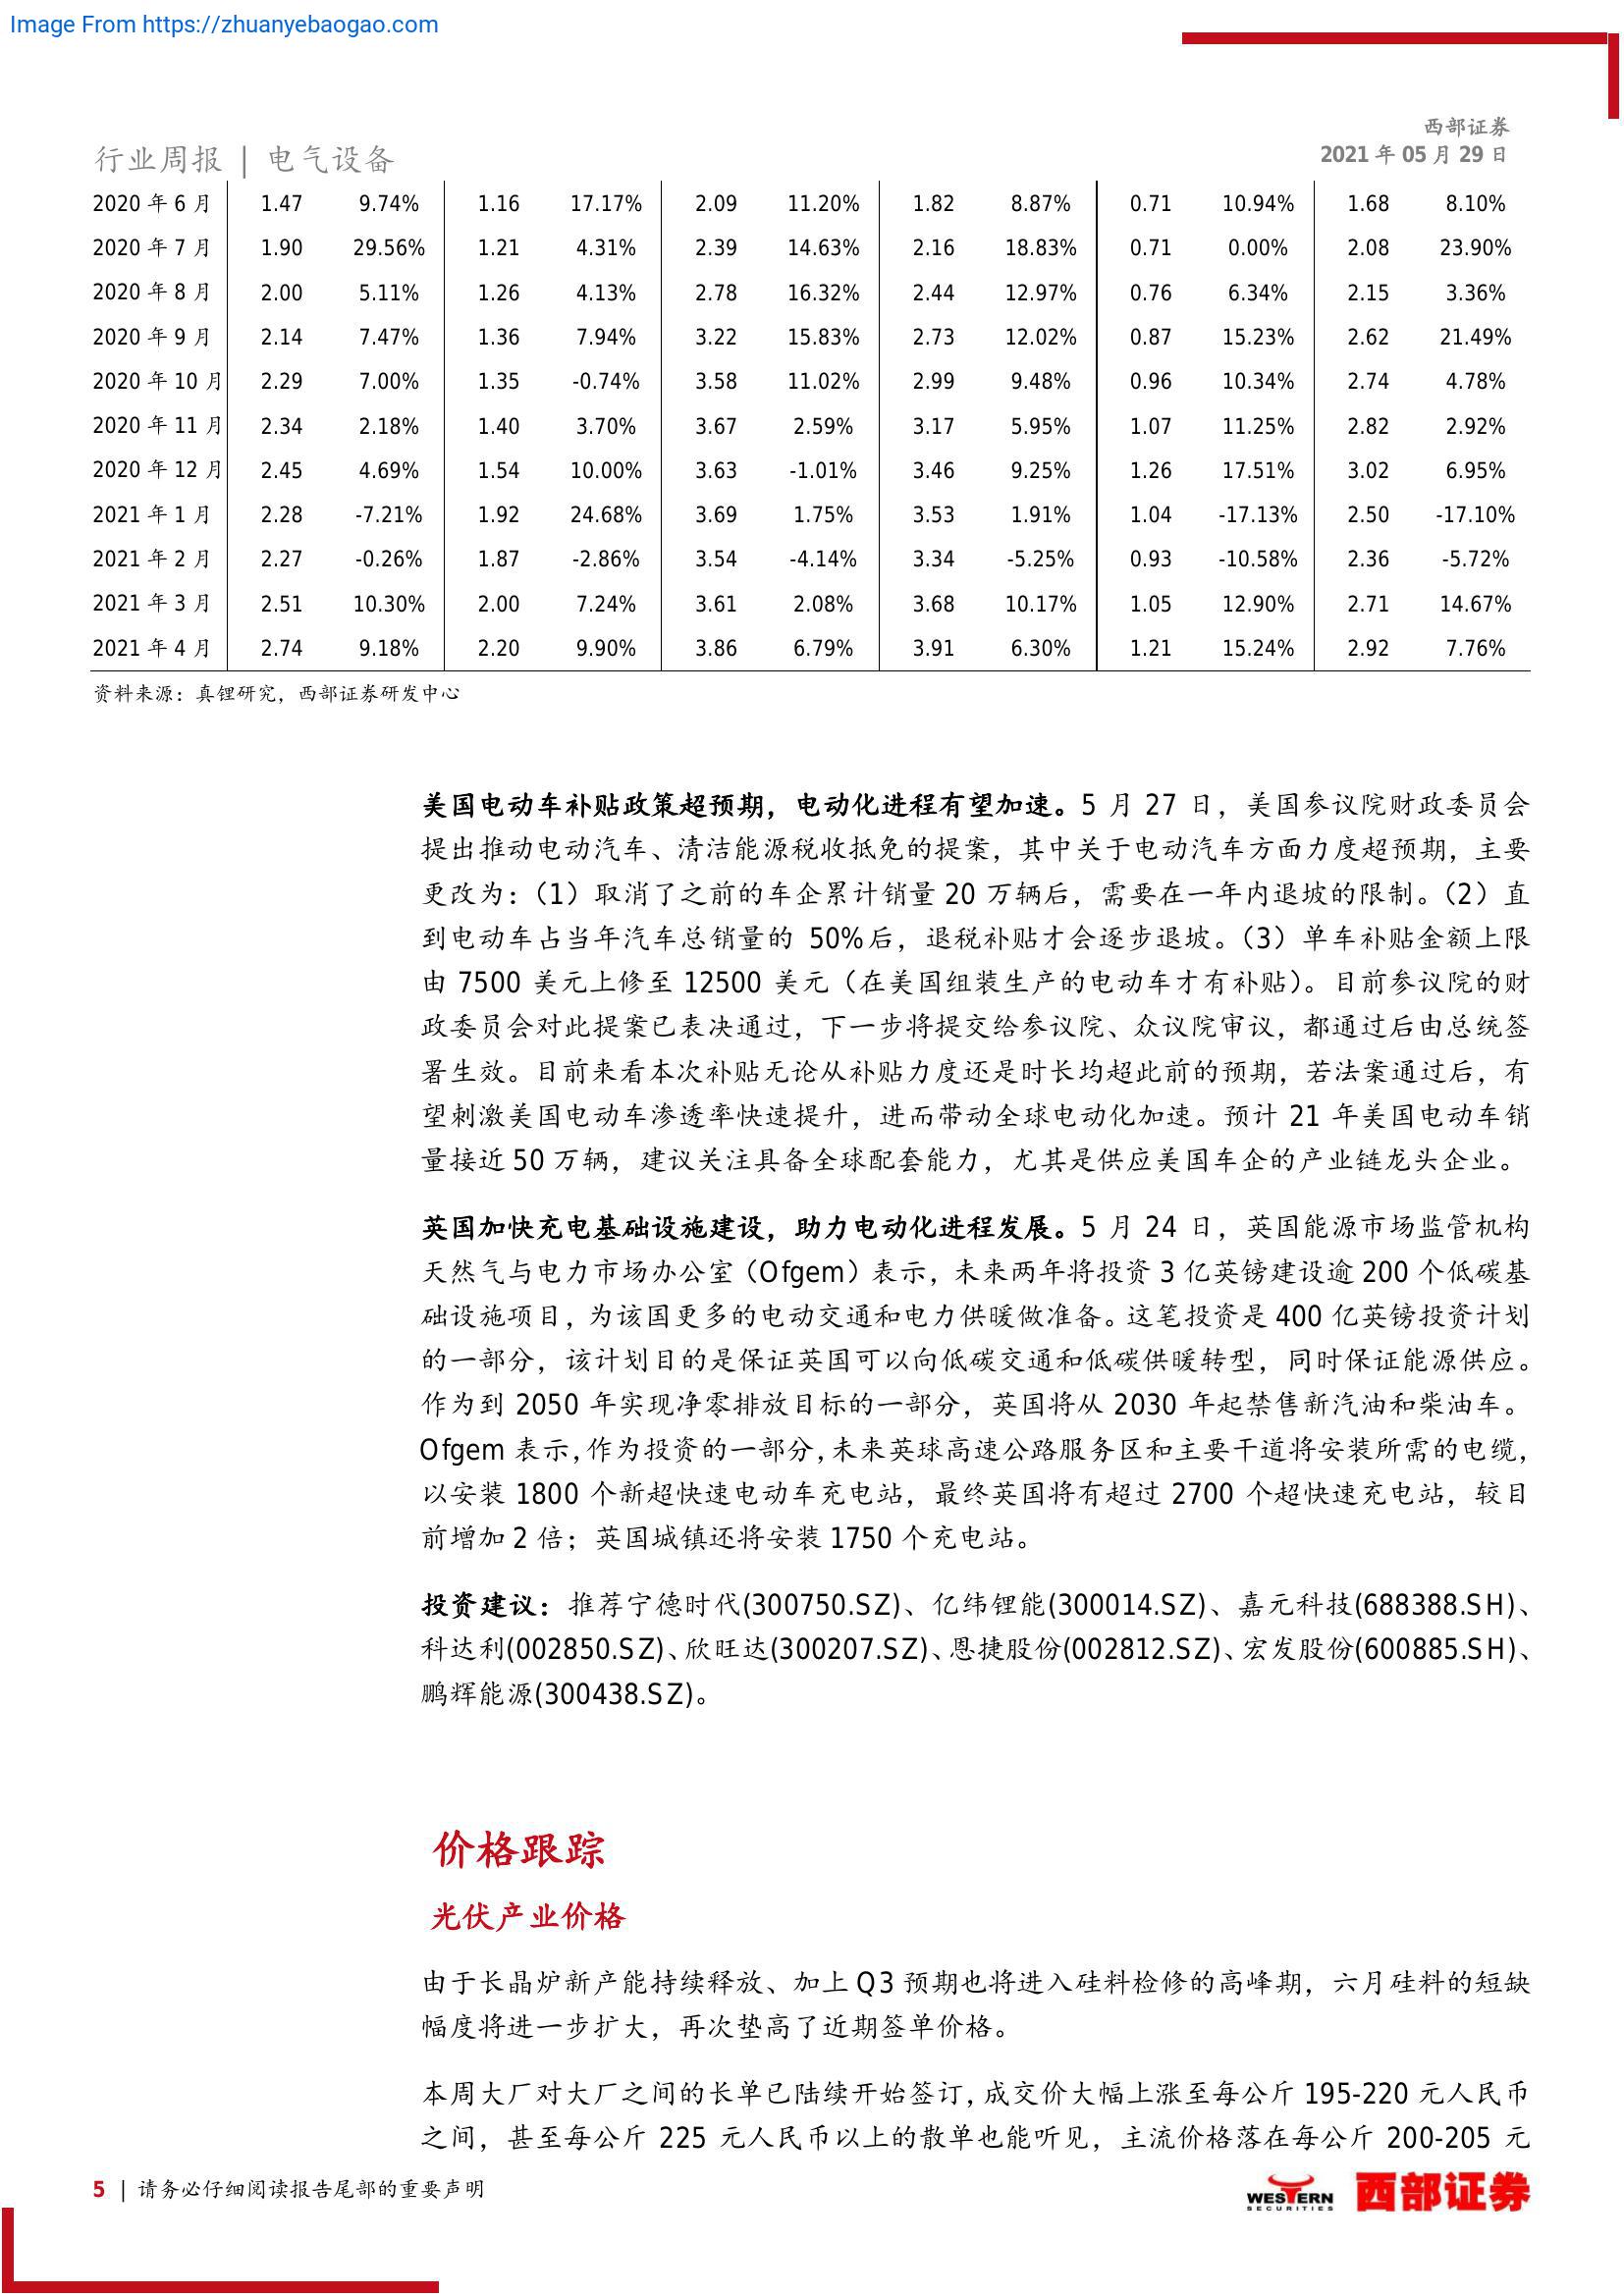 Image From https://zhuanyebaogao.com
西部证券
行业周报 | 电气设备
2021 年 05 月 29 日
2020 年 6 月 1.47 9.74% 1.16 17.17% 2.09 11.20% 1.82 8.87% 0.71 10.94% 1.68 8.10%
2020 年 7 月 1.90 29.56% 1.21 4.31% 2.39 14.63% 2.16 18.83% 0.71 0.00% 2.08 23.90%
2020 年 8 月 2.00 5.11% 1.26 4.13% 2.78 16.32% 2.44 12.97% 0.76 6.34% 2.15 3.36%
2020 年 9 月 2.14 7.47% 1.36 7.94% 3.22 15.83% 2.73 12.02% 0.87 15.23% 2.62 21.49%
2020 年 10 月 2.29 7.00% 1.35 -0.74% 3.58 11.02% 2.99 9.48% 0.96 10.34% 2.74 4.78%
2020 年 11 月 2.34 2.18% 1.40 3.70% 3.67 2.59% 3.17 5.95% 1.07 11.25% 2.82 2.92%
2020 年 12 月 2.45 4.69% 1.54 10.00% 3.63 -1.01% 3.46 9.25% 1.26 17.51% 3.02 6.95%
2021 年 1 月 2.28 -7.21% 1.92 24.68% 3.69 1.75% 3.53 1.91% 1.04 -17.13% 2.50 -17.10%
2021 年 2 月 2.27 -0.26% 1.87 -2.86% 3.54 -4.14% 3.34 -5.25% 0.93 -10.58% 2.36 -5.72%
2021 年 3 月 2.51 10.30% 2.00 7.24% 3.61 2.08% 3.68 10.17% 1.05 12.90% 2.71 14.67%
2021 年 4 月 2.74 9.18% 2.20 9.90% 3.86 6.79% 3.91 6.30% 1.21 15.24% 2.92 7.76%
资料来源：真锂研究，西部证券研发中心
美国电动车补贴政策超预期，电动化进程有望加速。5 月 27 日，美国参议院财政委员会
提出推动电动汽车、清洁能源税收抵免的提案，其中关于电动汽车方面力度超预期，主要
更改为：（1）取消了之前的车企累计销量 20 万辆后，需要在一年内退坡的限制。（2）直
到电动车占当年汽车总销量的 50%后，退税补贴才会逐步退坡。（3）单车补贴金额上限
由 7500 美元上修至 12500 美元（在美国组装生产的电动车才有补贴）。目前参议院的财
政委员会对此提案已表决通过，下一步将提交给参议院、众议院审议，都通过后由总统签
署生效。目前来看本次补贴无论从补贴力度还是时长均超此前的预期，若法案通过后，有
望刺激美国电动车渗透率快速提升，进而带动全球电动化加速。预计 21 年美国电动车销
量接近 50 万辆，建议关注具备全球配套能力，尤其是供应美国车企的产业链龙头企业。
英国加快充电基础设施建设，助力电动化进程发展。5 月 24 日，英国能源市场监管机构
天然气与电力市场办公室（Ofgem）表示，未来两年将投资 3 亿英镑建设逾 200 个低碳基
础设施项目，为该国更多的电动交通和电力供暖做准备。这笔投资是 400 亿英镑投资计划
的一部分，该计划目的是保证英国可以向低碳交通和低碳供暖转型，同时保证能源供应。
作为到 2050 年实现净零排放目标的一部分，英国将从 2030 年起禁售新汽油和柴油车。
Ofgem 表示，作为投资的一部分，未来英球高速公路服务区和主要干道将安装所需的电缆，
以安装 1800 个新超快速电动车充电站，最终英国将有超过 2700 个超快速充电站，较目
前增加 2 倍；英国城镇还将安装 1750 个充电站。
投资建议：推荐宁德时代(300750.SZ)、亿纬锂能(300014.SZ)、嘉元科技(688388.SH)、
科达利(002850.SZ)、欣旺达(300207.SZ)、恩捷股份(002812.SZ)、宏发股份(600885.SH)、
鹏辉能源(300438.SZ)。
价格跟踪
光伏产业价格
由于长晶炉新产能持续释放、加上 Q3 预期也将进入硅料检修的高峰期，六月硅料的短缺
幅度将进一步扩大，再次垫高了近期签单价格。
本周大厂对大厂之间的长单已陆续开始签订，成交价大幅上涨至每公斤 195-220 元人民币
之间，甚至每公斤 225 元人民币以上的散单也能听见，主流价格落在每公斤 200-205 元
5 | 请务必仔细阅读报告尾部的重要声明
WESTERN
SECURITIES
西部证券